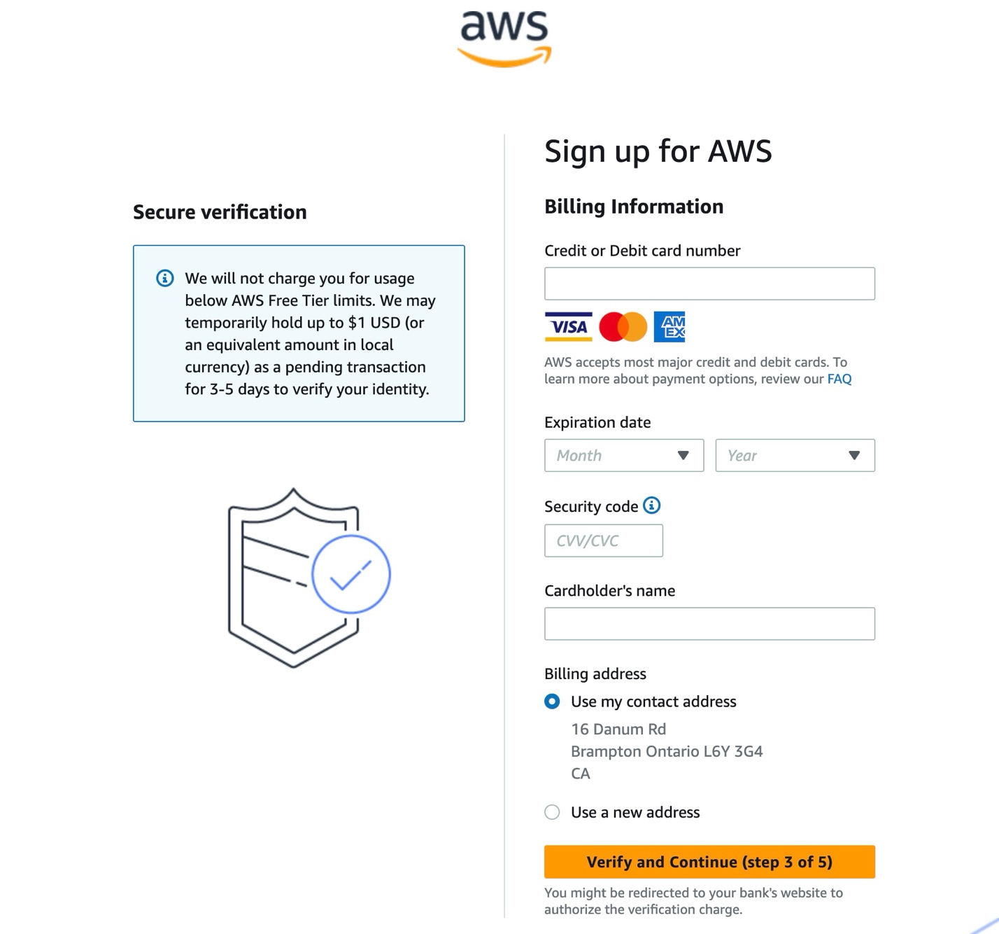 aws
Sign up for AWS
Secure verification
We will not charge you for usage
below AWS Free Tier limits. We may
temporarily hold up to $1 USD (or
an equivalent amount in local
currency) as a pending transaction
for 3-5 days to verify your identity.
Billing Information
Credit or Debit card number
VISA
AM
EX
AWS accepts most major credit and debit cards. To
learn more about payment options, review our FAQ
Expiration date
Month
Year
Security code
CVV/CVC
Cardholder's name
Billing address
Use my contact address
16 Danum Rd
Brampton Ontario L6Y 3G4
CA
Use a new address
Verify and Continue (step 3 of 5)
You might be redirected to your bank's website to
authorize the verification charge.